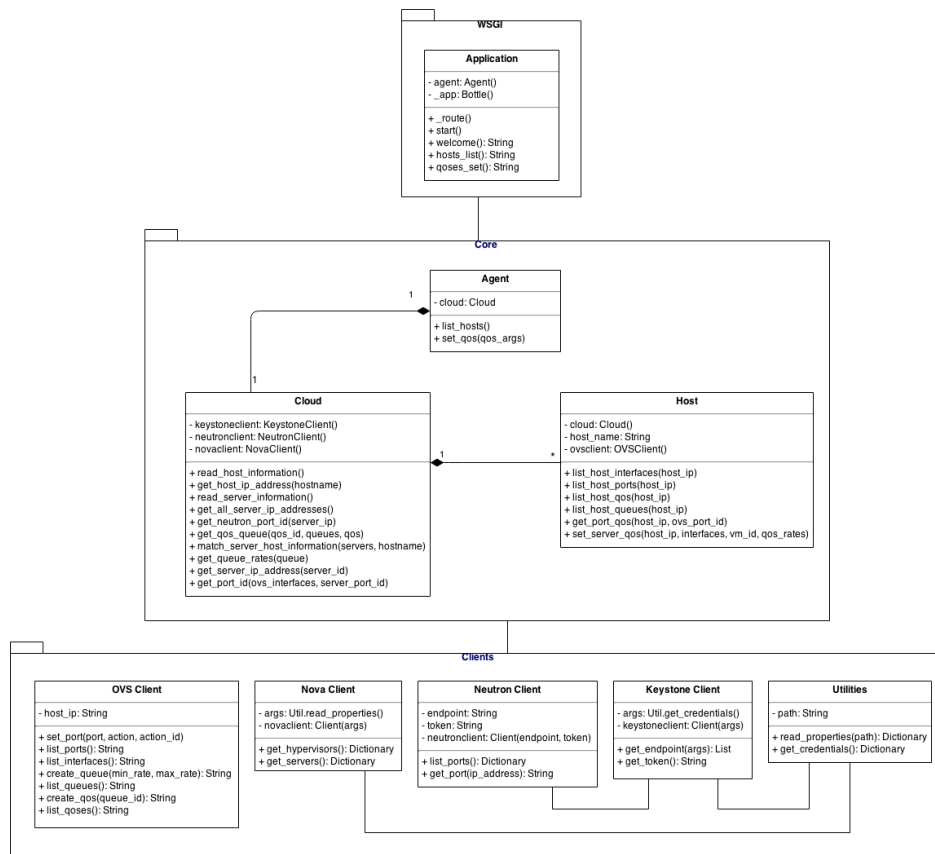 WSGI
Application
- agent: Agent()
- _app: Bottle()
+ _route()
+ start()
+ welcome(): String
+ hosts_list(): String
+ qoses_set(): String
Core
Agent
- cloud: Cloud
+ list_hosts()
+ set_qos(qos_args)
1
1
Cloud
- keystoneclient: KeystoneClient()
- neutronclient: NeutronClient()
- novaclient: NovaClient()
+ read_host_information()
+ get_host_ip_address(hostname)
+ read_server_information()
+ get_all_server_ip_addresses()
+ get_neutron_port_id(server_ip)
+ get_qos_queue(qos_id, queues, qos)
+ match_server_host_information(servers, hostname)
+ get_queue_rates(queue)
+ get_server_ip_address(server_id)
+ get_port_id(ovs_interfaces, server_port_id)
1
*
Host
- cloud: Cloud()
- host_name: String
- ovsclient: OVSClient()
+ list_host_interfaces(host_ip)
+ list_host_ports(host_ip)
+ list_host_qos(host_ip)
+ list_host_queues(host_ip)
+ get_port_qos(host_ip, ovs_port_id)
+ set_server_qos(host_ip, interfaces, vm_id, qos_rates)
Clients
OVS Client
- host_ip: String
+ set_port(port, action, action_id)
+ list_ports(): String
+ list_interfaces(): String
+ create_queue(min_rate, max_rate): String
+ list_queues(): String
+ create_qos(queue_id): String
+ list_qoses(): String
Nova Client
- args: Util.read_properties()
- novaclient: Client(args)
+ get_hypervisors(): Dictionary
+ get_servers(): Dictionary
Neutron Client
- endpoint: String
- token: String
- neutronclient: Client(endpoint, token)
+ list_ports(): Dictionary
+ get_port(ip_address): String
Keystone Client
- args: Util.get_credentials()
- keystoneclient: Client(args)
+ get_endpoint(args): List
+ get_token(): String
Utilities
- path: String
+ read_properties(path): Dictionary
+ get_credentials(): Dictionary